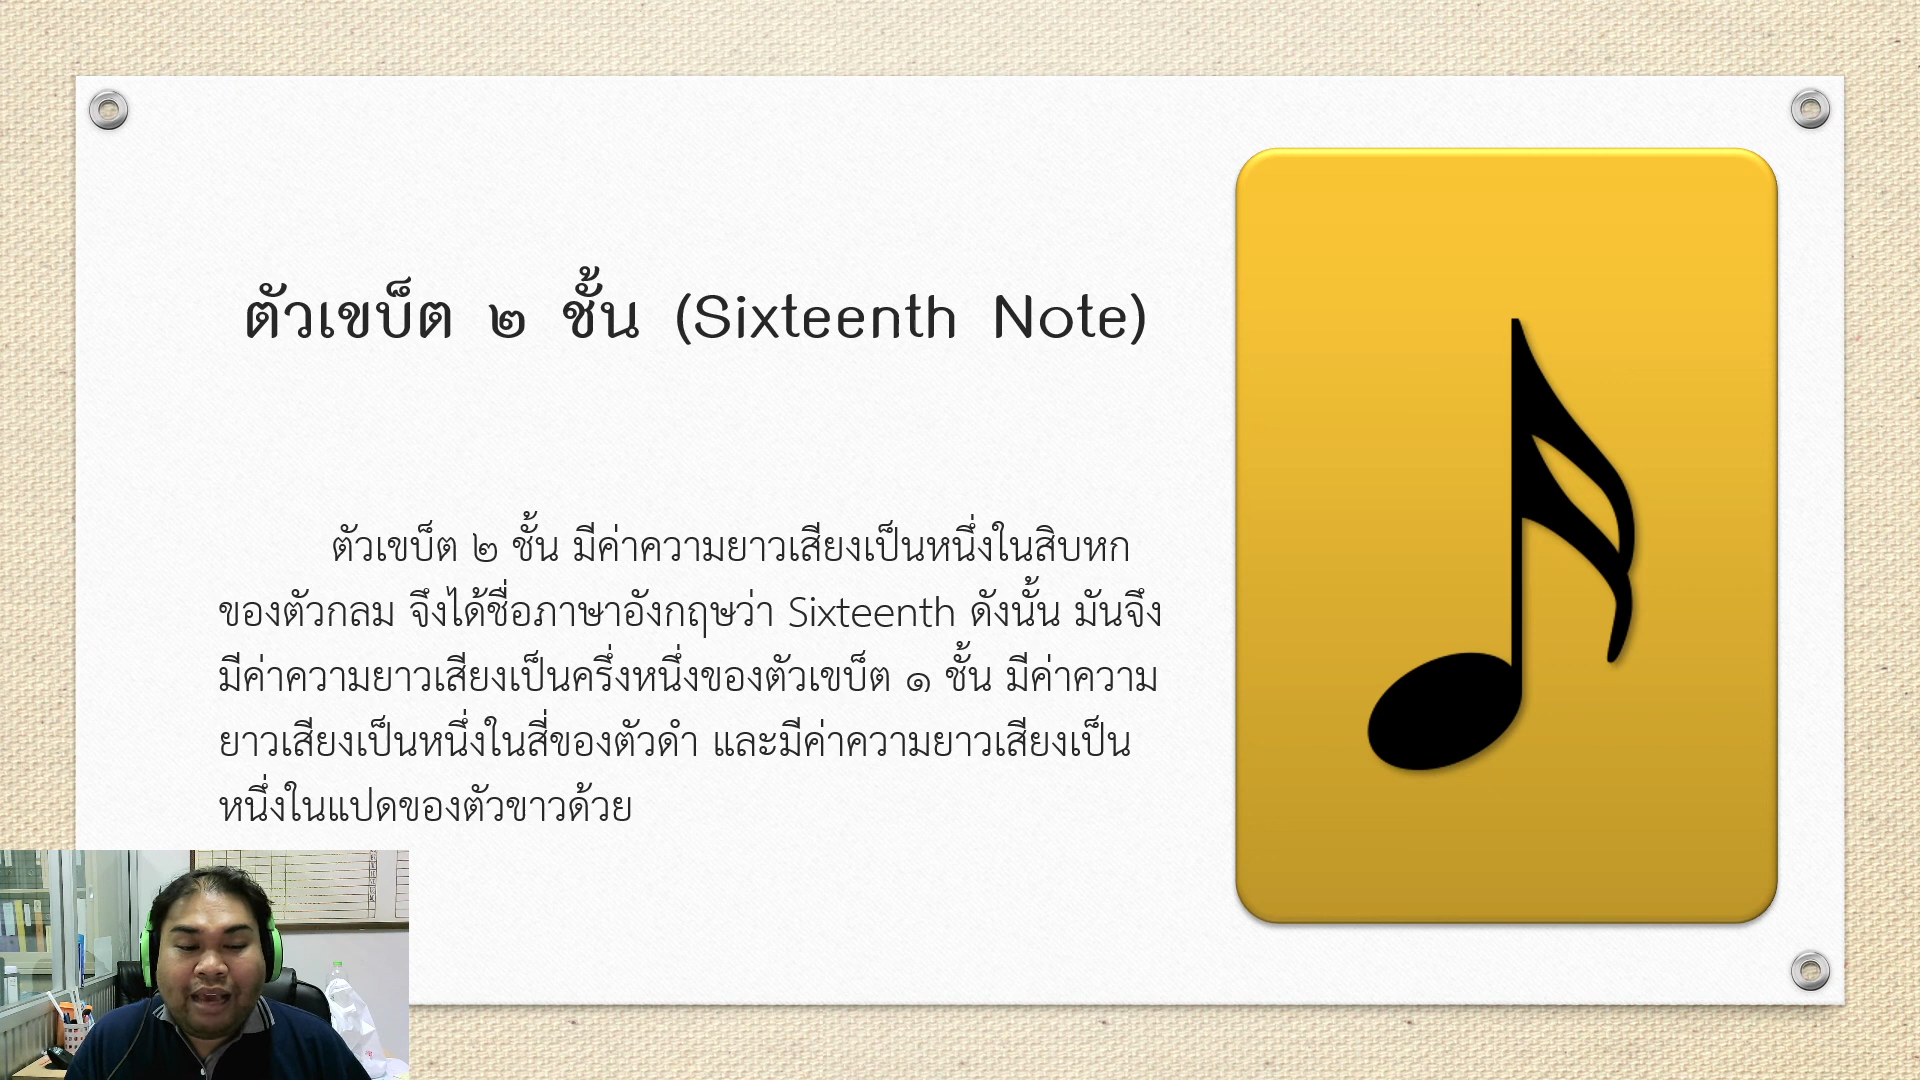 ตัวเขบ็ต ๒ ชั้น (Sixteenth Note)
ตัวเขบ็ต ๒ ชั้น มีค่าความยาวเสียงเป็นหนึ่งในสิบหก
ของตัวกลม จึงได้ชื่อภาษาอังกฤษว่า Sixteenth ดังนั้น มันจึง
มีค่าความยาวเสียงเป็นครึ่งหนึ่งของตัวเขบ็ต ๑ ชั้น มีค่าความ
ยาวเสียงเป็นหนึ่งในสี่ของตัวดำ และมีค่าความยาวเสียงเป็น
หนึ่งในแปดของตัวขาวด้วย